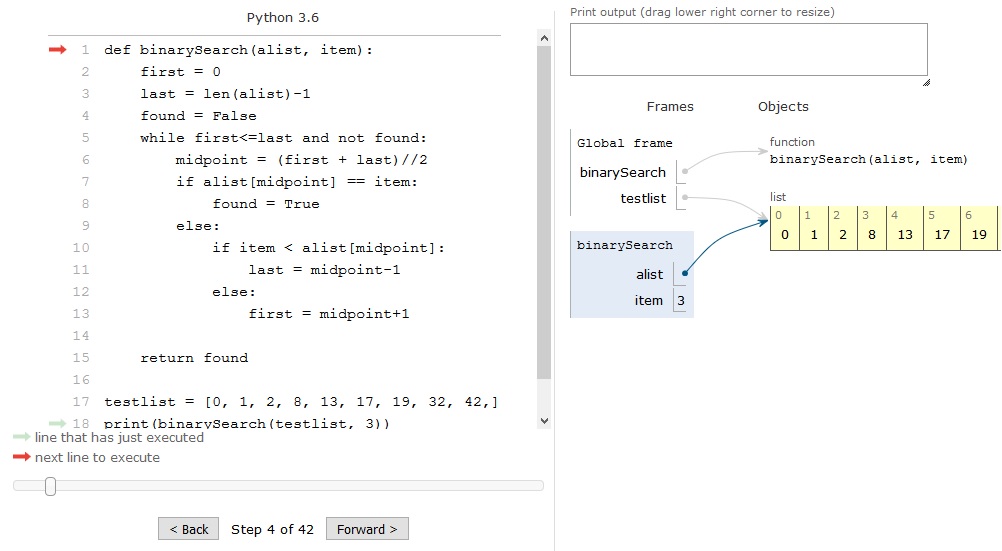 Python 3.6
1 def binarySearch(alist, item):
2 first = 0
3 last = len(alist)-1
4 found = False
5 while first<=last and not found:
6 midpoint = (first + last)//2
7 if alist[midpoint] == item:
8 found = True
9 else:
10 if item < alist[midpoint]:
11 last = midpoint-1
12 else:
13 first = midpoint+1
14
15 return found
16
17 testlist = [0, 1, 2, 8, 13, 17, 19, 32, 42,]
18 print(binarySearch(testlist, 3))
line that has just executed
next line to execute
< Back Step 4 of 42 Forward >
Print output (drag lower right corner to resize)
Frames Objects
Global frame
binarySearch
testlist
function
binarySearch(alist, item)
list
0 1 2 3 4 5 6
0 1 2 8 13 17 19
binarySearch
alist
item 3